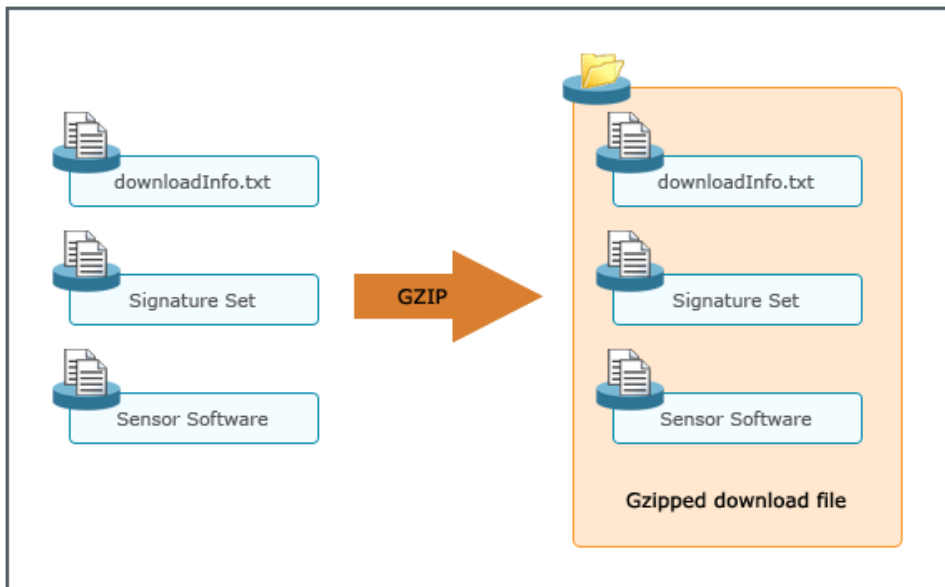 downloadInfo.txt
Signature Set
Sensor Software
GZIP
downloadInfo.txt
Signature Set
Sensor Software
Gzipped download file